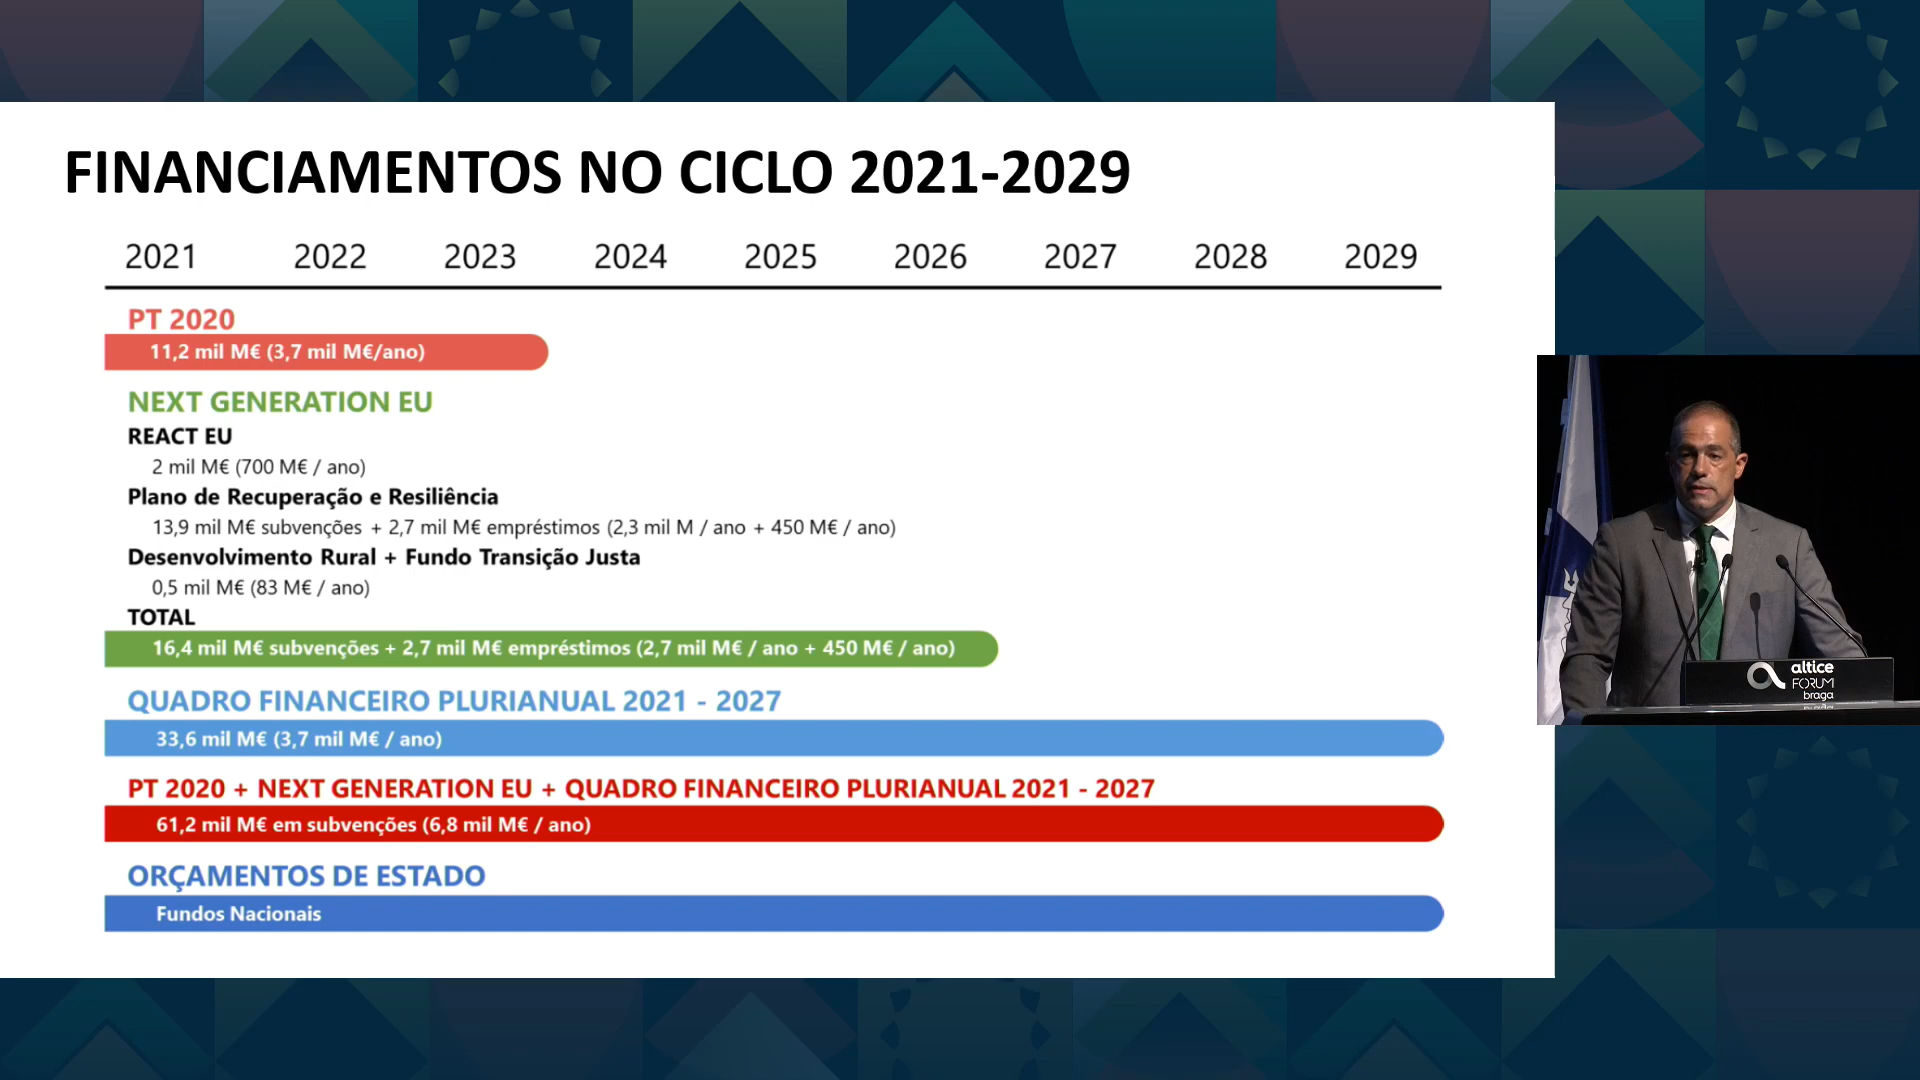 FINANCIAMENTOS NO CICLO 2021-2029
2021 2022 2023 2024 2025 2026 2027 2028 2029
PT 2020
11,2 mil M€ (3,7 mil M€/ano)
NEXT GENERATION EU
REACT EU
2 mil M€ (700 M€ / ano)
Plano de Recuperação e Resiliência
13,9 mil M€ subvenções + 2,7 mil M€ empréstimos (2,3 mil M / ano + 450 M€ / ano)
Desenvolvimento Rural + Fundo Transição Justa
0,5 mil M€ (83 M€ / ano)
TOTAL
16,4 mil M€ subvenções + 2,7 mil M€ empréstimos (2,7 mil M€ / ano + 450 M€ / ano)
QUADRO FINANCEIRO PLURIANUAL 2021 - 2027
33,6 mil M€ (3,7 mil M€ / ano)
PT 2020 + NEXT GENERATION EU + QUADRO FINANCEIRO PLURIANUAL 2021 - 2027
61,2 mil M€ em subvenções (6,8 mil M€ / ano)
ORÇAMENTOS DE ESTADO
Fundos Nacionais
altice
FORUM
braga